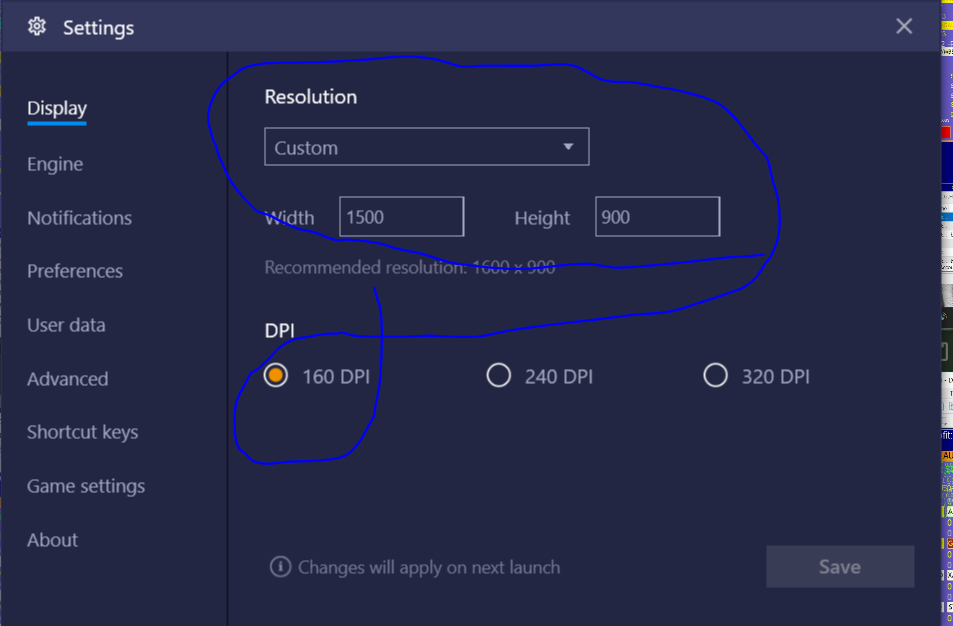 Settings
Display
Engine
Notifications
Preferences
User data
Advanced
Shortcut keys
Game settings
About
Resolution
Custom
Width 1500 Height 900
Recommended resolution: 1600 x 900
DPI
160 DPI 240 DPI 320 DPI
Changes will apply on next launch
Save